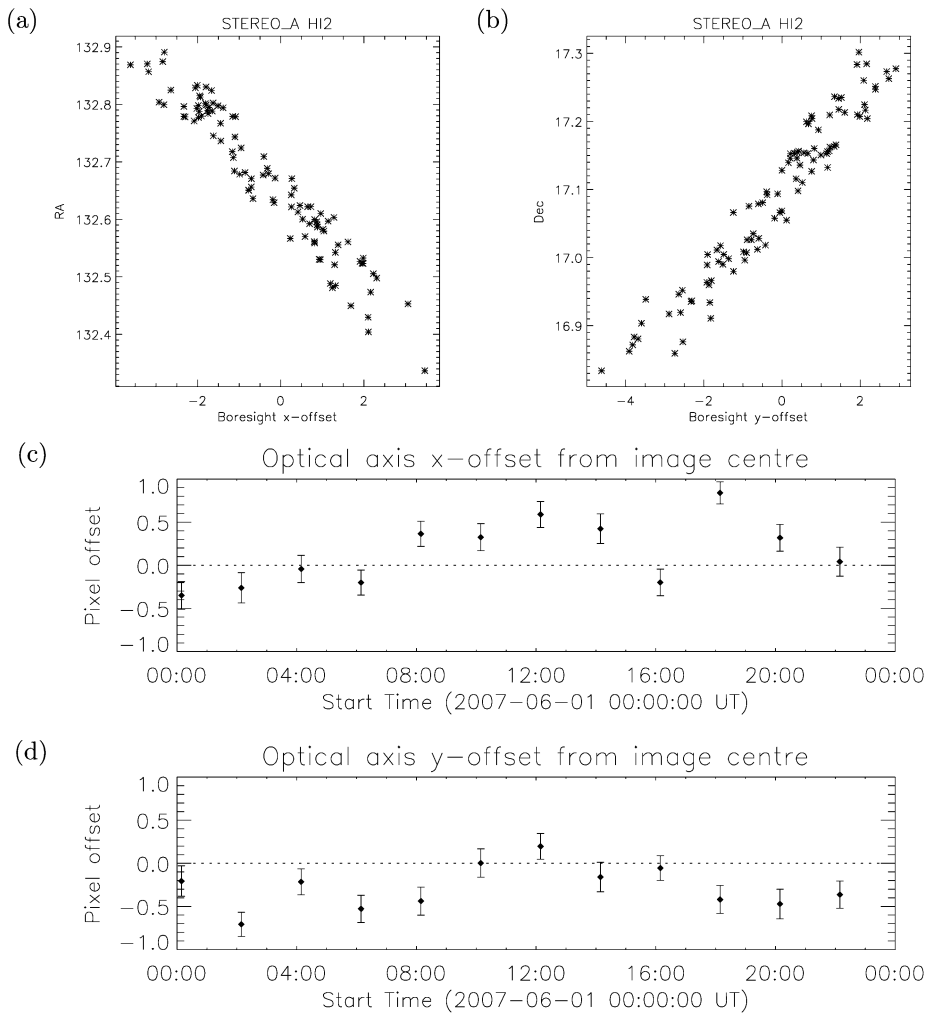 (a)
STEREO_A HI2
132.9
132.8
132.7
132.6
132.5
132.4
RA
−2 0 2
Boresight x−offset
(b)
STEREO_A HI2
17.3
17.2
17.1
17.0
16.9
Dec
−4 −2 0 2
Boresight y−offset
(c)
Optical axis x−offset from image centre
1.0
0.5
0.0
−0.5
−1.0
Pixel offset
00:00 04:00 08:00 12:00 16:00 20:00 00:00
Start Time (2007−06−01 00:00:00 UT)
(d)
Optical axis y−offset from image centre
1.0
0.5
0.0
−0.5
−1.0
Pixel offset
00:00 04:00 08:00 12:00 16:00 20:00 00:00
Start Time (2007−06−01 00:00:00 UT)